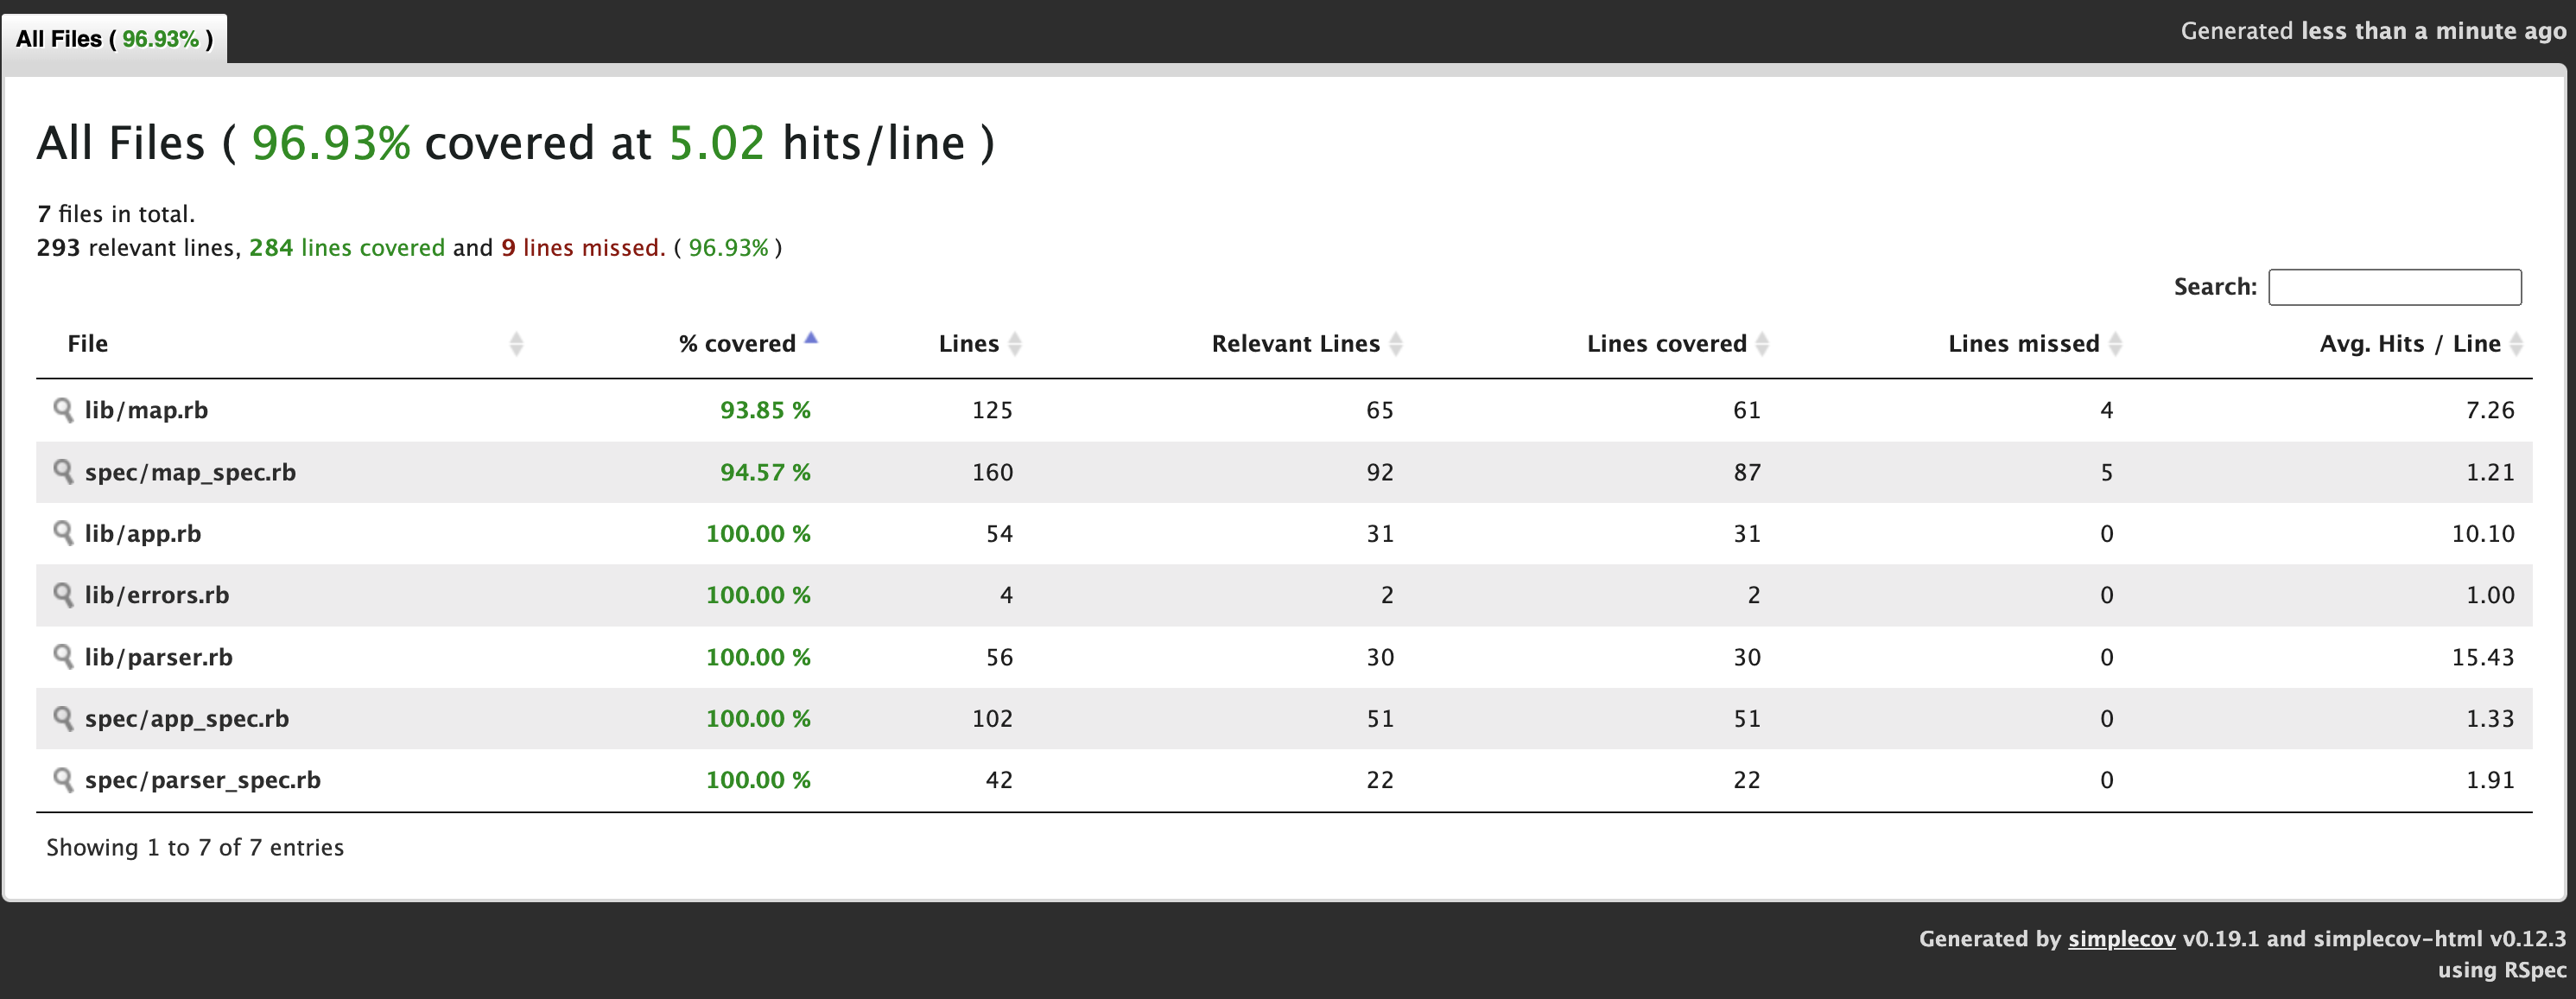 All Files ( 96.93% )
Generated less than a minute ago
All Files ( 96.93% covered at 5.02 hits/line )
7 files in total.
293 relevant lines, 284 lines covered and 9 lines missed. ( 96.93% )
Search:
File % covered Lines Relevant Lines Lines covered Lines missed Avg. Hits / Line
lib/map.rb 93.85 % 125 65 61 4 7.26
spec/map_spec.rb 94.57 % 160 92 87 5 1.21
lib/app.rb 100.00 % 54 31 31 0 10.10
lib/errors.rb 100.00 % 4 2 2 0 1.00
lib/parser.rb 100.00 % 56 30 30 0 15.43
spec/app_spec.rb 100.00 % 102 51 51 0 1.33
spec/parser_spec.rb 100.00 % 42 22 22 0 1.91
Showing 1 to 7 of 7 entries
Generated by simplecov v0.19.1 and simplecov-html v0.12.3
using RSpec